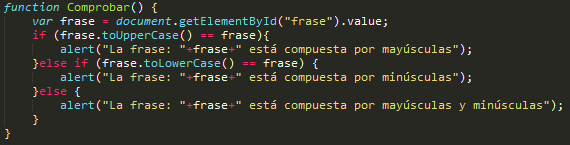 function Comprobar() {
    var frase = document.getElementById("frase").value;
    if (frase.toUpperCase() == frase){
        alert("La frase: "+frase+" está compuesta por mayúsculas");
    }else if (frase.toLowerCase() == frase) {
        alert("La frase: "+frase+" está compuesta por minúsculas");
    }else {
        alert("La frase: "+frase+" está compuesta por mayúsculas y minúsculas");
    }
}